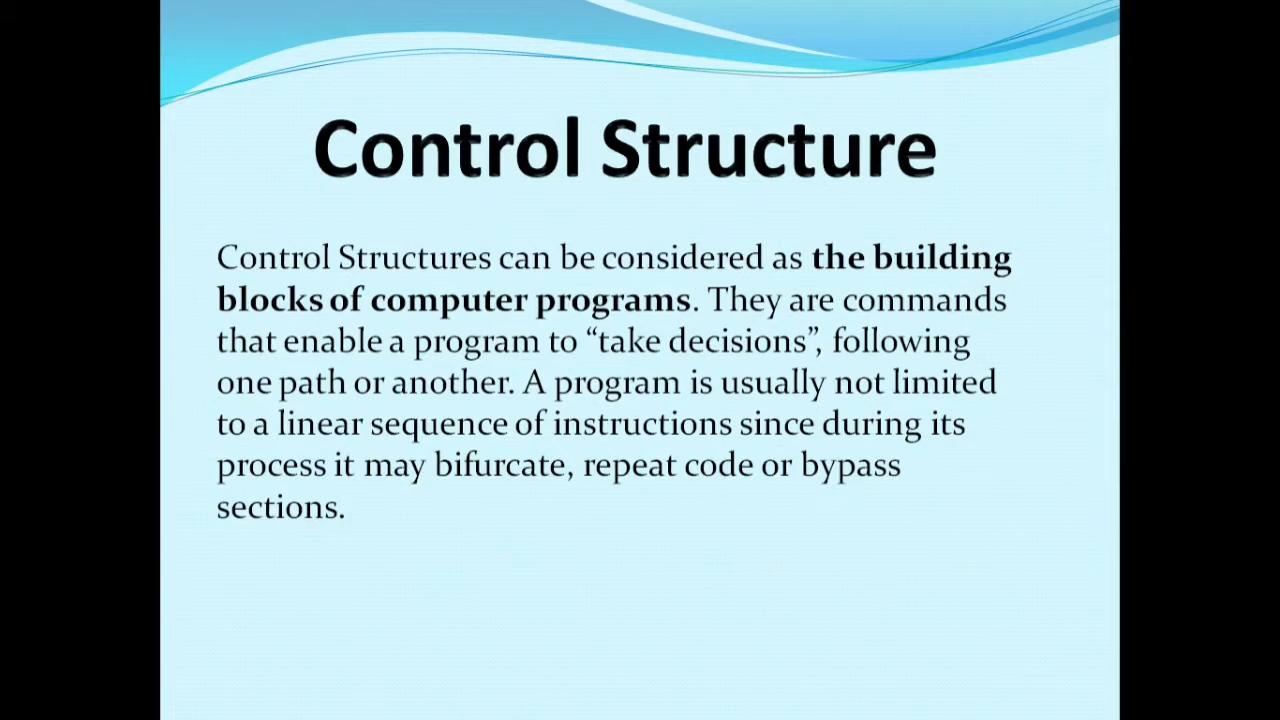 Control Structure
Control Structures can be considered as the building
blocks of computer programs. They are commands
that enable a program to “take decisions”, following
one path or another. A program is usually not limited
to a linear sequence of instructions since during its
process it may bifurcate, repeat code or bypass
sections.